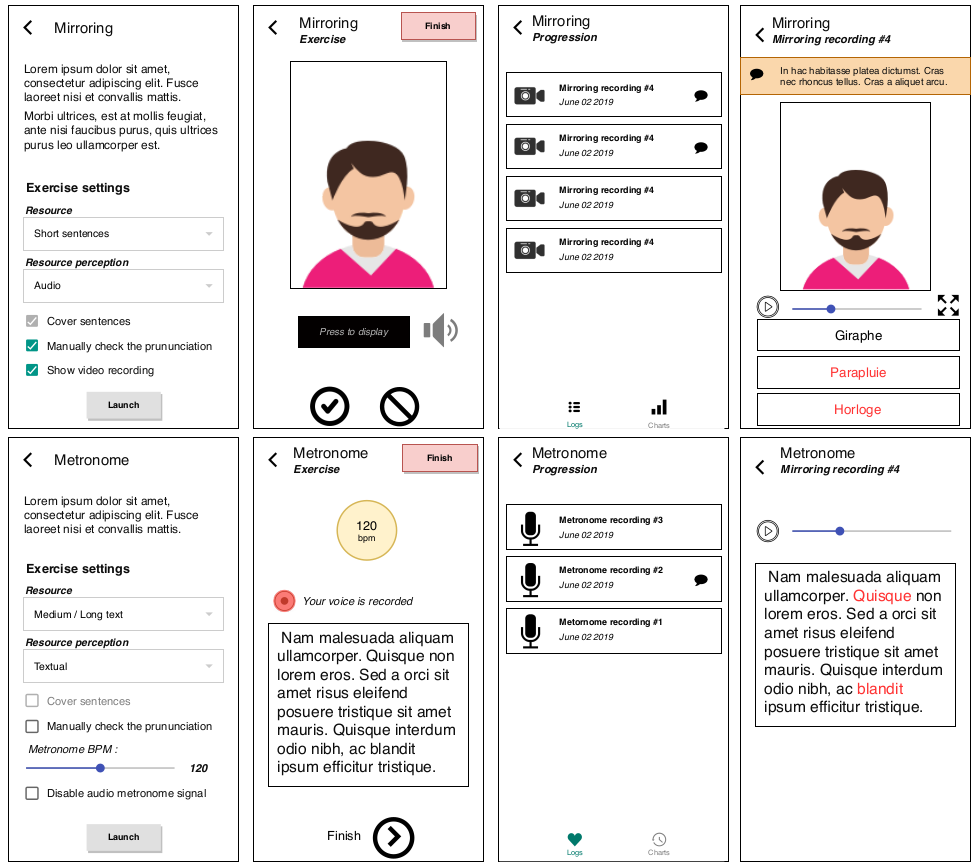 Mirroring
Lorem ipsum dolor sit amet,
consectetur adipiscing elit. Fusce
laoreet nisi et convallis mattis.
Morbi ultrices, est at mollis feugiat,
ante nisi faucibus purus, quis ultrices
purus leo ullamcorper est.
Exercise settings
Resource
Short sentences
Resource perception
Audio
Cover sentences
Manually check the prununciation
Show video recording
Launch
Mirroring
Exercise
Finish
Press to display
Mirroring
Progression
Mirroring recording #4
June 02 2019
Mirroring recording #4
June 02 2019
Mirroring recording #4
June 02 2019
Mirroring recording #4
June 02 2019
Logs
Charts
Mirroring
Mirroring recording #4
In hac habitasse platea dictumst. Cras
nec rhoncus tellus. Cras a aliquet arcu.
Giraphe
Parapluie
Horloge
Metronome
Lorem ipsum dolor sit amet,
consectetur adipiscing elit. Fusce
laoreet nisi et convallis mattis.
Exercise settings
Resource
Medium / Long text
Resource perception
Textual
Cover sentences
Manually check the prununciation
Metronome BPM :
120
Disable audio metronome signal
Launch
Metronome
Exercise
Finish
120
bpm
Your voice is recorded
Nam malesuada aliquam
ullamcorper. Quisque non
lorem eros. Sed a orci sit
amet risus eleifend
posuere tristique sit amet
mauris. Quisque interdum
odio nibh, ac blandit
ipsum efficitur tristique.
Finish
Metronome
Progression
Metronome recording #3
June 02 2019
Metronome recording #2
June 02 2019
Metornome recording #1
June 02 2019
Logs
Charts
Metronome
Mirroring recording #4
Nam malesuada aliquam
ullamcorper. Quisque non
lorem eros. Sed a orci sit
amet risus eleifend
posuere tristique sit amet
mauris. Quisque interdum
odio nibh, ac blandit
ipsum efficitur tristique.